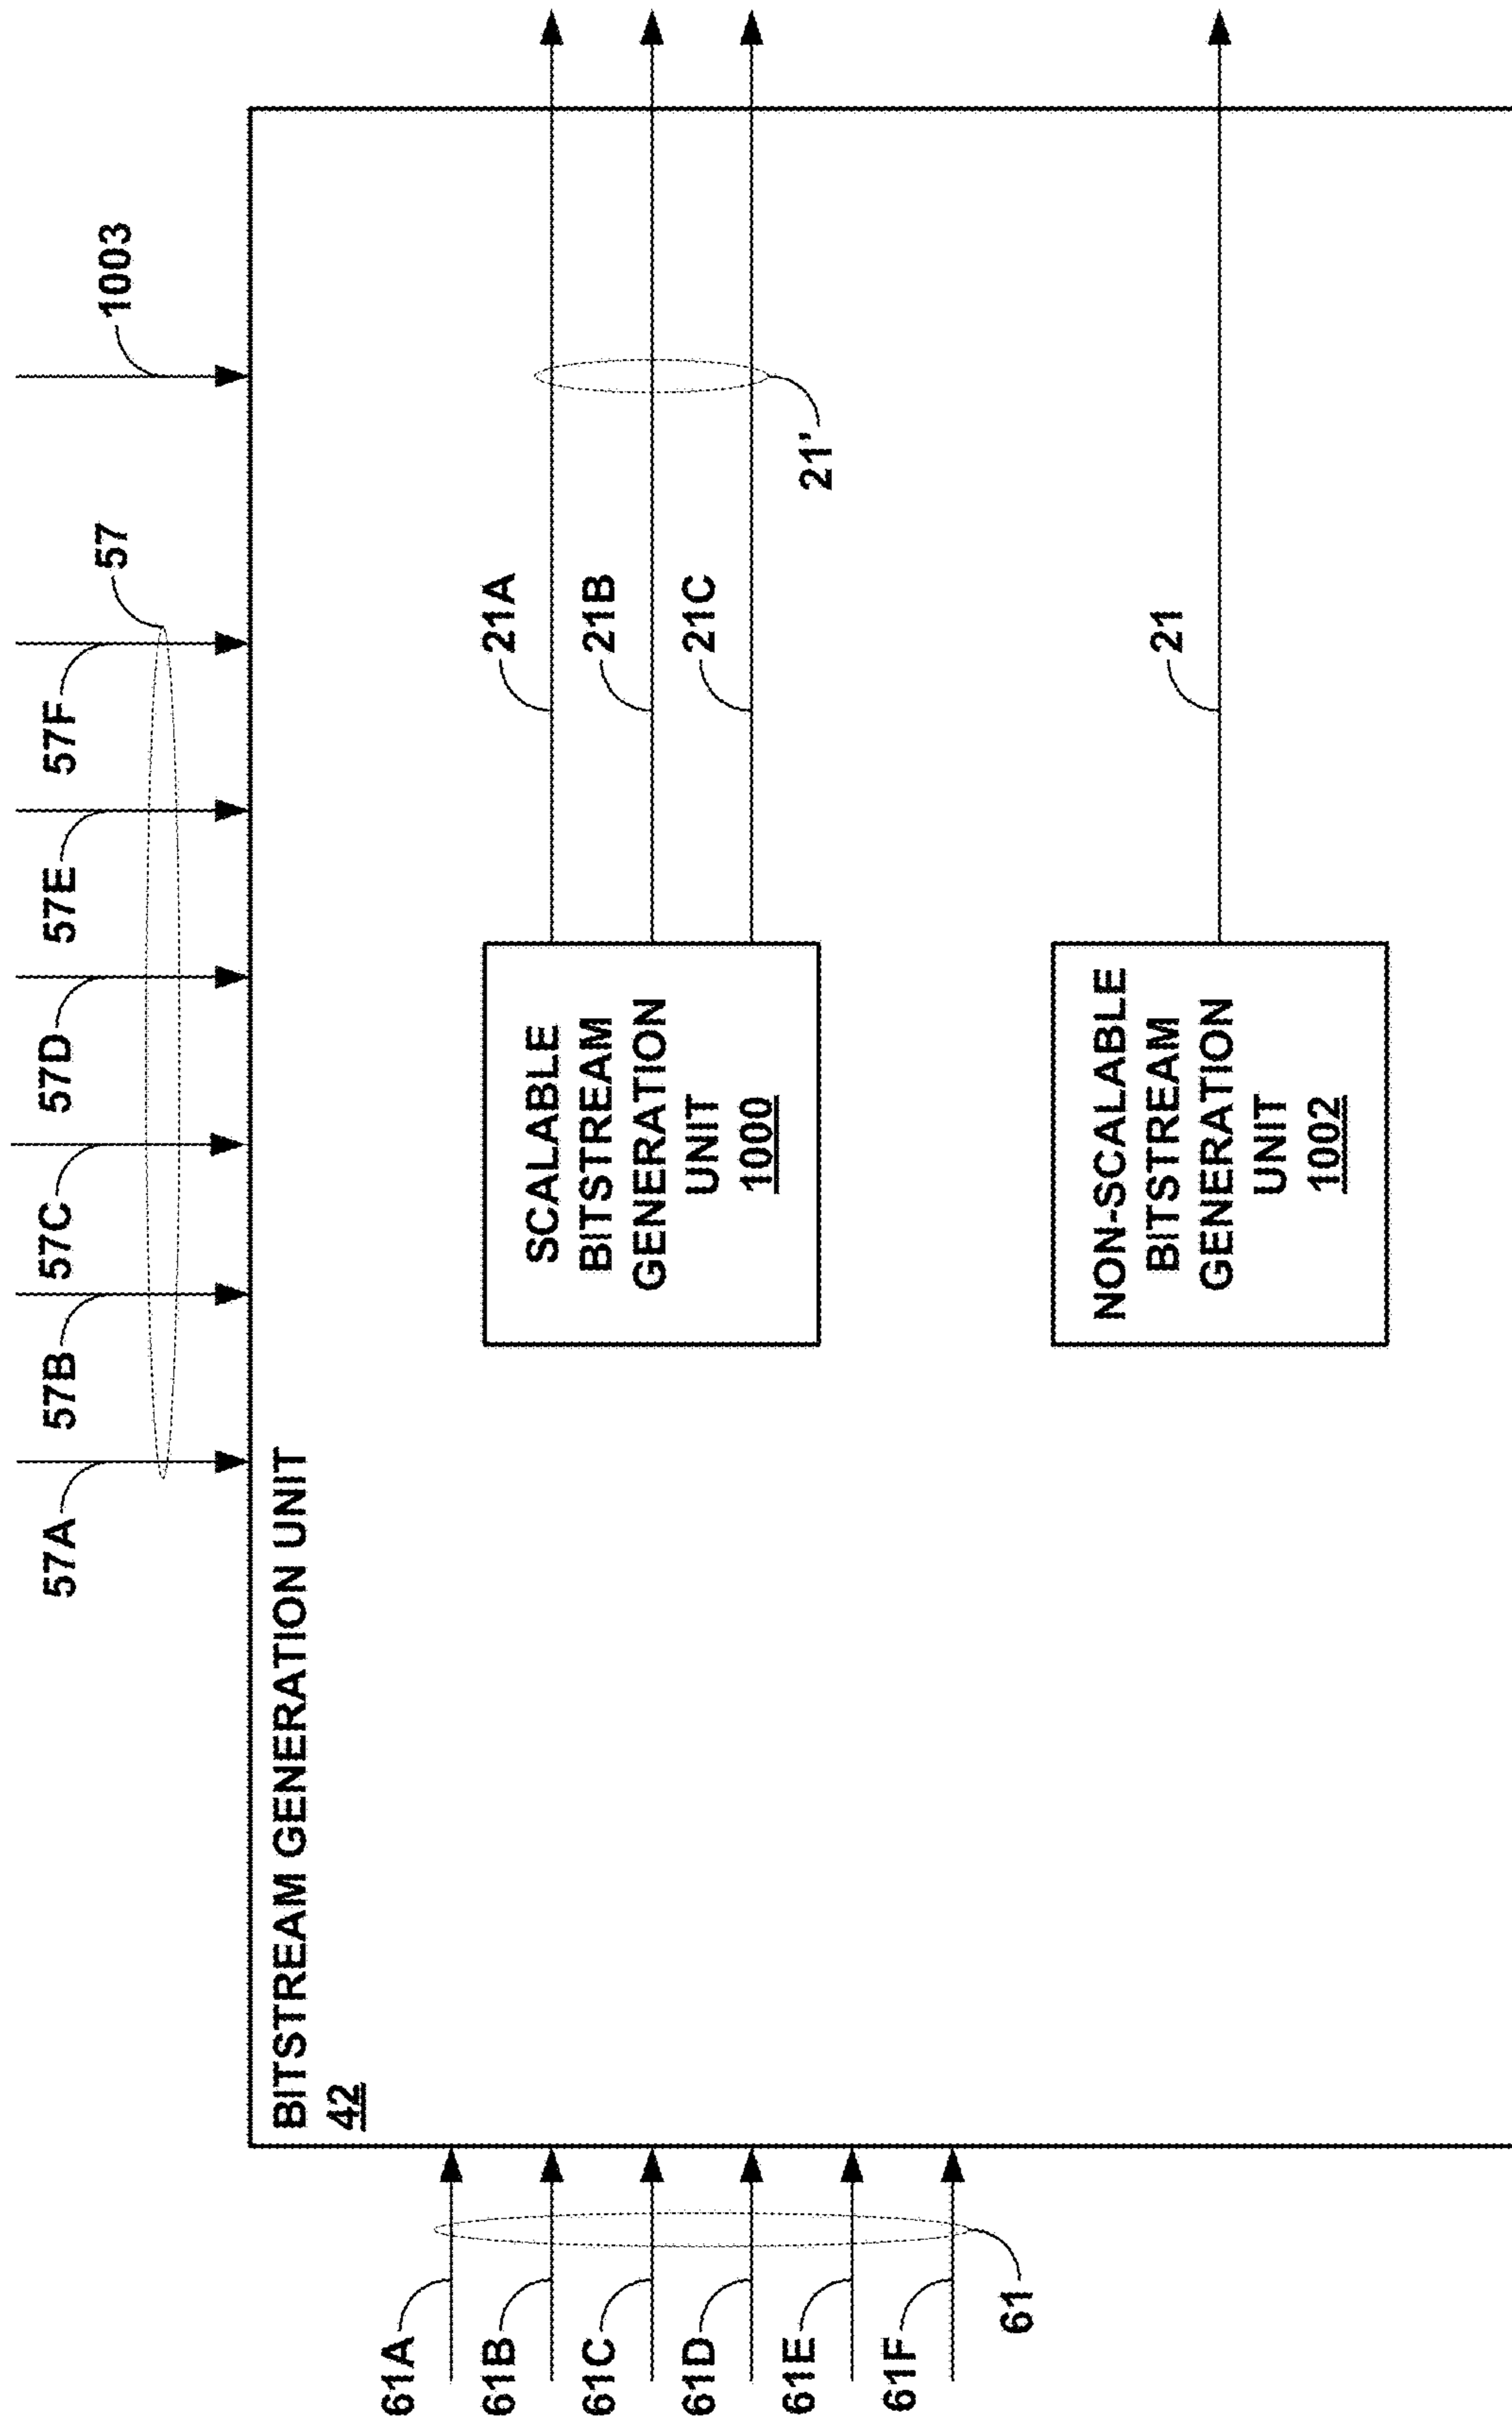 57A
57B
57C
57D
57E
57F
57
1003
BITSTREAM GENERATION UNIT
42
61A
61B
61C
61D
61E
61F
61
SCALABLE
BITSTREAM
GENERATION
UNIT
1000
21A
21B
21C
21'
NON-SCALABLE
BITSTREAM
GENERATION
UNIT
1002
21